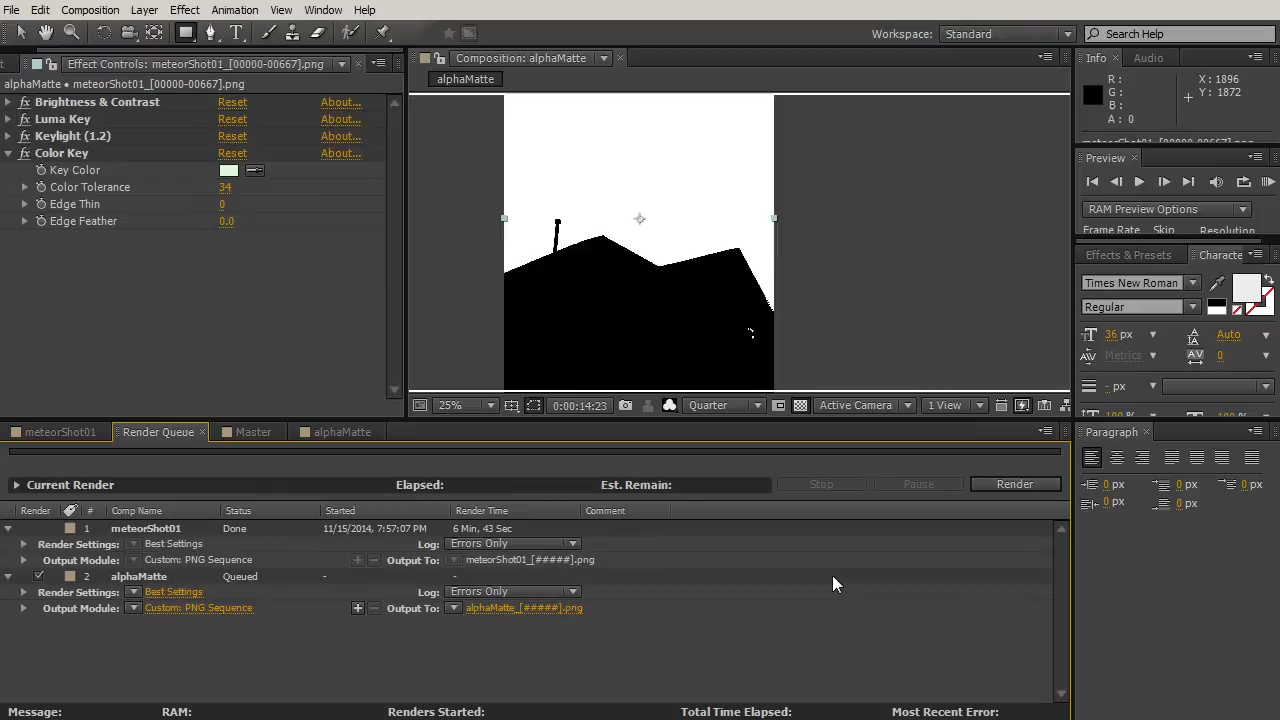 File Edit Composition Layer Effect Animation View Window Help
Workspace: Standard Search Help
Effect Controls: meteorShot01_[00000-00667].png
alphaMatte • meteorShot01_[00000-00667].png
fx Brightness & Contrast Reset About...
fx Luma Key Reset About...
fx Keylight (1.2) Reset About...
fx Color Key Reset About...
Key Color
Color Tolerance 34
Edge Thin 0
Edge Feather 0.0
Composition: alphaMatte
alphaMatte
25% 0:00:14:23 Quarter Active Camera 1 View
Info Audio
R: X: 1896
G: Y: 1872
B:
A: 0
Preview
RAM Preview Options
Frame Rate Skip Resolution
Effects & Presets Characte
Times New Roman
Regular
36 px Auto
Metrics 0
- px
100 % 100 %
Paragraph
0 px 0 px 0 px
0 px 0 px
meteorShot01 Render Queue Master alphaMatte
Current Render Elapsed: Est. Remain: Stop Pause Render
Render # Comp Name Status Started Render Time Comment
1 meteorShot01 Done 11/15/2014, 7:57:07 PM 6 Min, 43 Sec
Render Settings: Best Settings Log: Errors Only
Output Module: Custom: PNG Sequence Output To: meteorShot01_[#####].png
2 alphaMatte Queued - -
Render Settings: Best Settings Log: Errors Only
Output Module: Custom: PNG Sequence Output To: alphaMatte_[#####].png
Message: RAM: Renders Started: Total Time Elapsed: Most Recent Error: